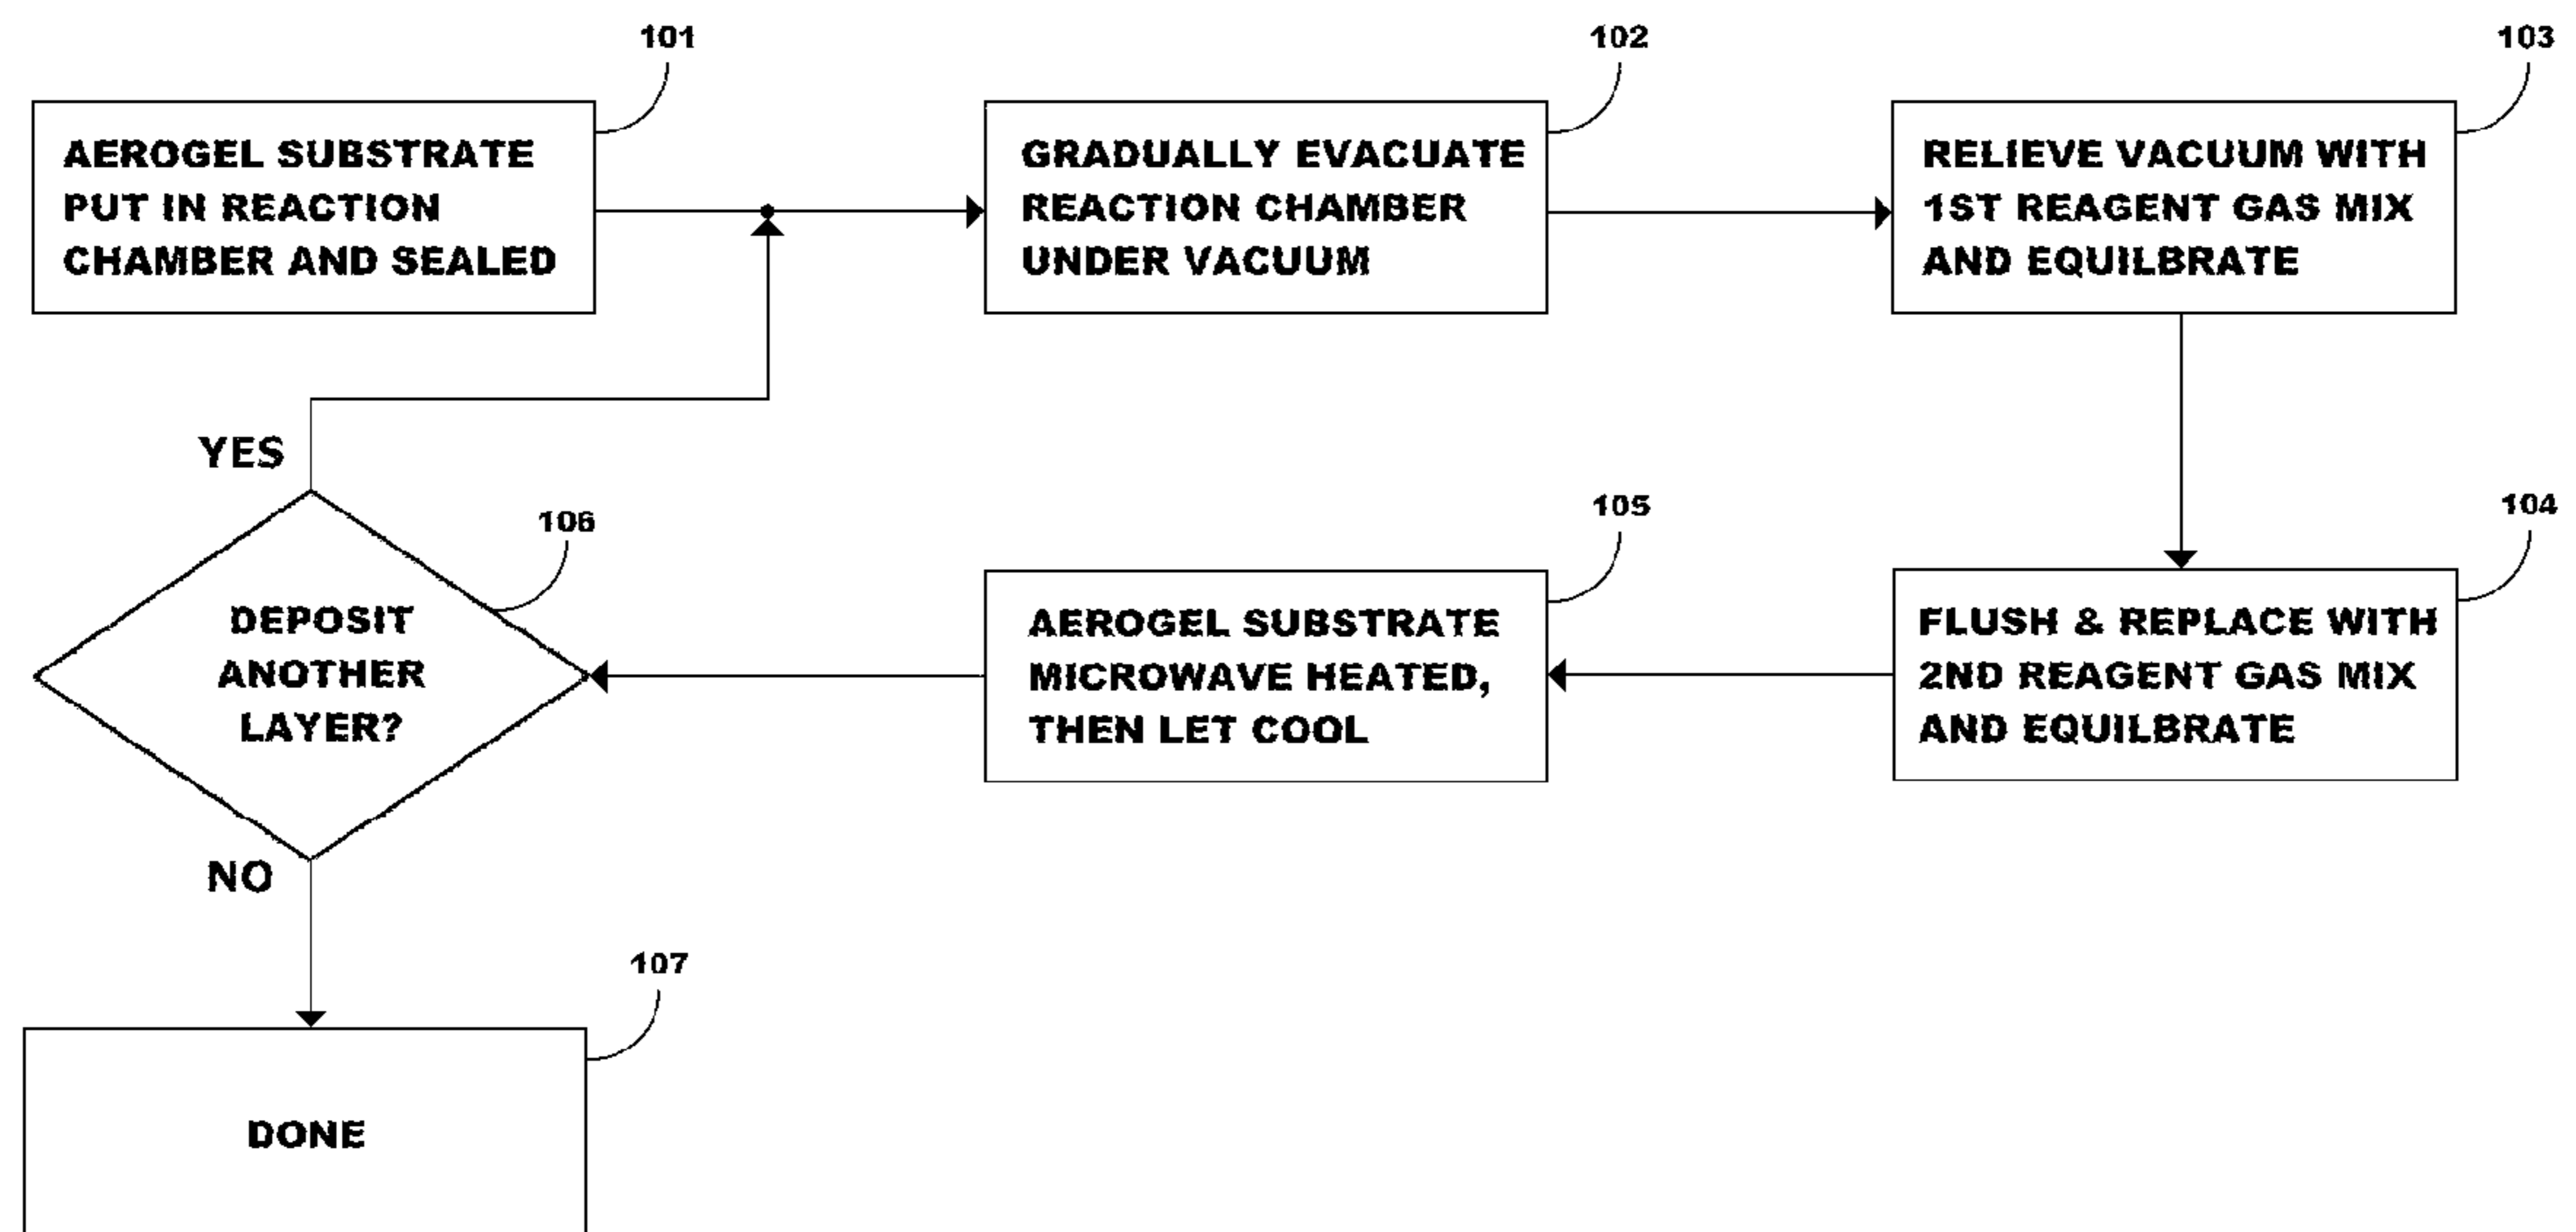 101
AEROGEL SUBSTRATE
PUT IN REACTION
CHAMBER AND SEALED
102
GRADUALLY EVACUATE
REACTION CHAMBER
UNDER VACUUM
103
RELIEVE VACUUM WITH
1ST REAGENT GAS MIX
AND EQUILBRATE
104
FLUSH & REPLACE WITH
2ND REAGENT GAS MIX
AND EQUILBRATE
105
AEROGEL SUBSTRATE
MICROWAVE HEATED,
THEN LET COOL
106
DEPOSIT
ANOTHER
LAYER?
YES
NO
107
DONE